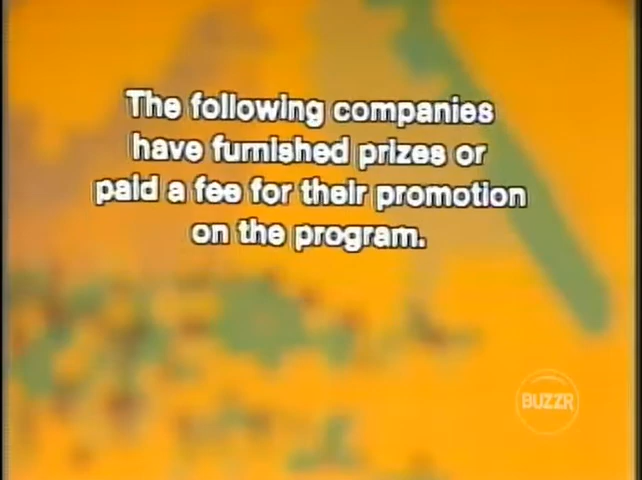 The following companies
have furnished prizes or
paid a fee for their promotion
on the program.
BUZZR